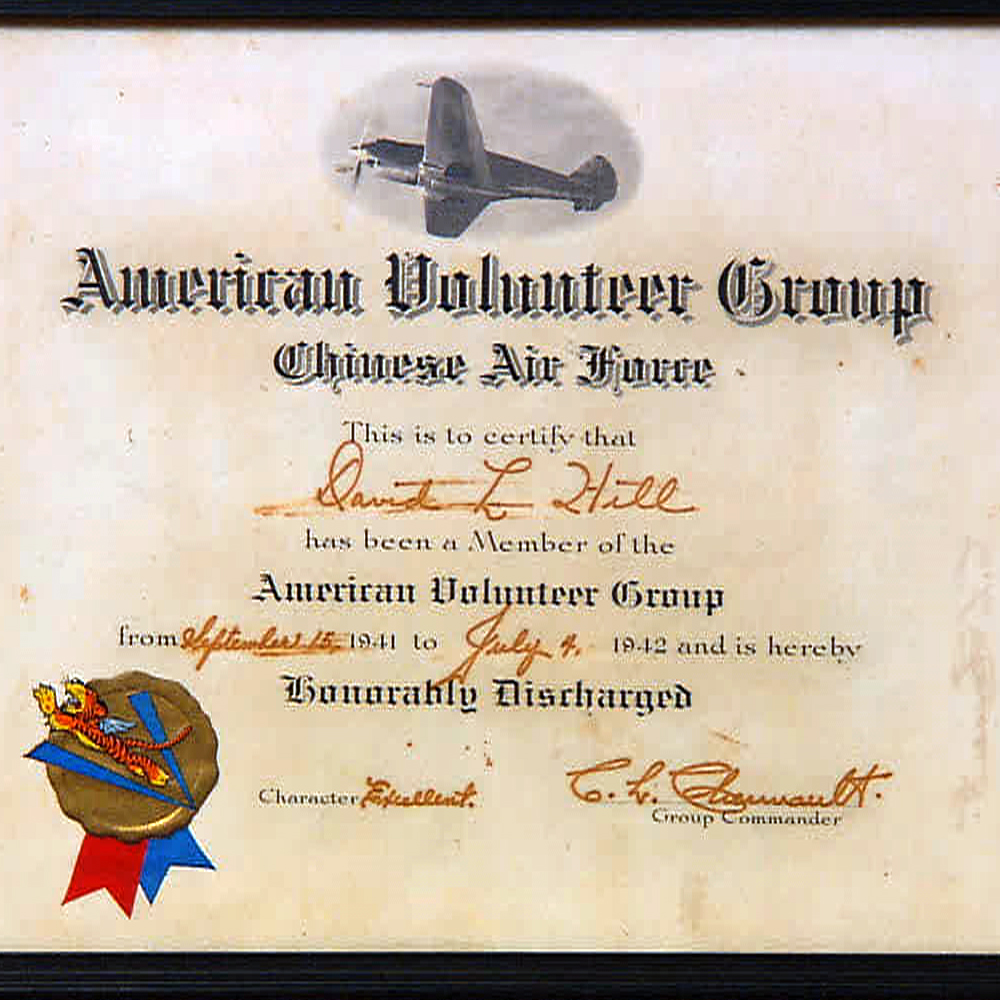 American Volunteer Group
Chinese Air Force
This is to certify that
David L Hill
has been a Member of the
American Volunteer Group
from September 15, 1941 to July 4, 1942 and is hereby
Honorably Discharged
Character Excellent.
C. L. Chennault.
Group Commander